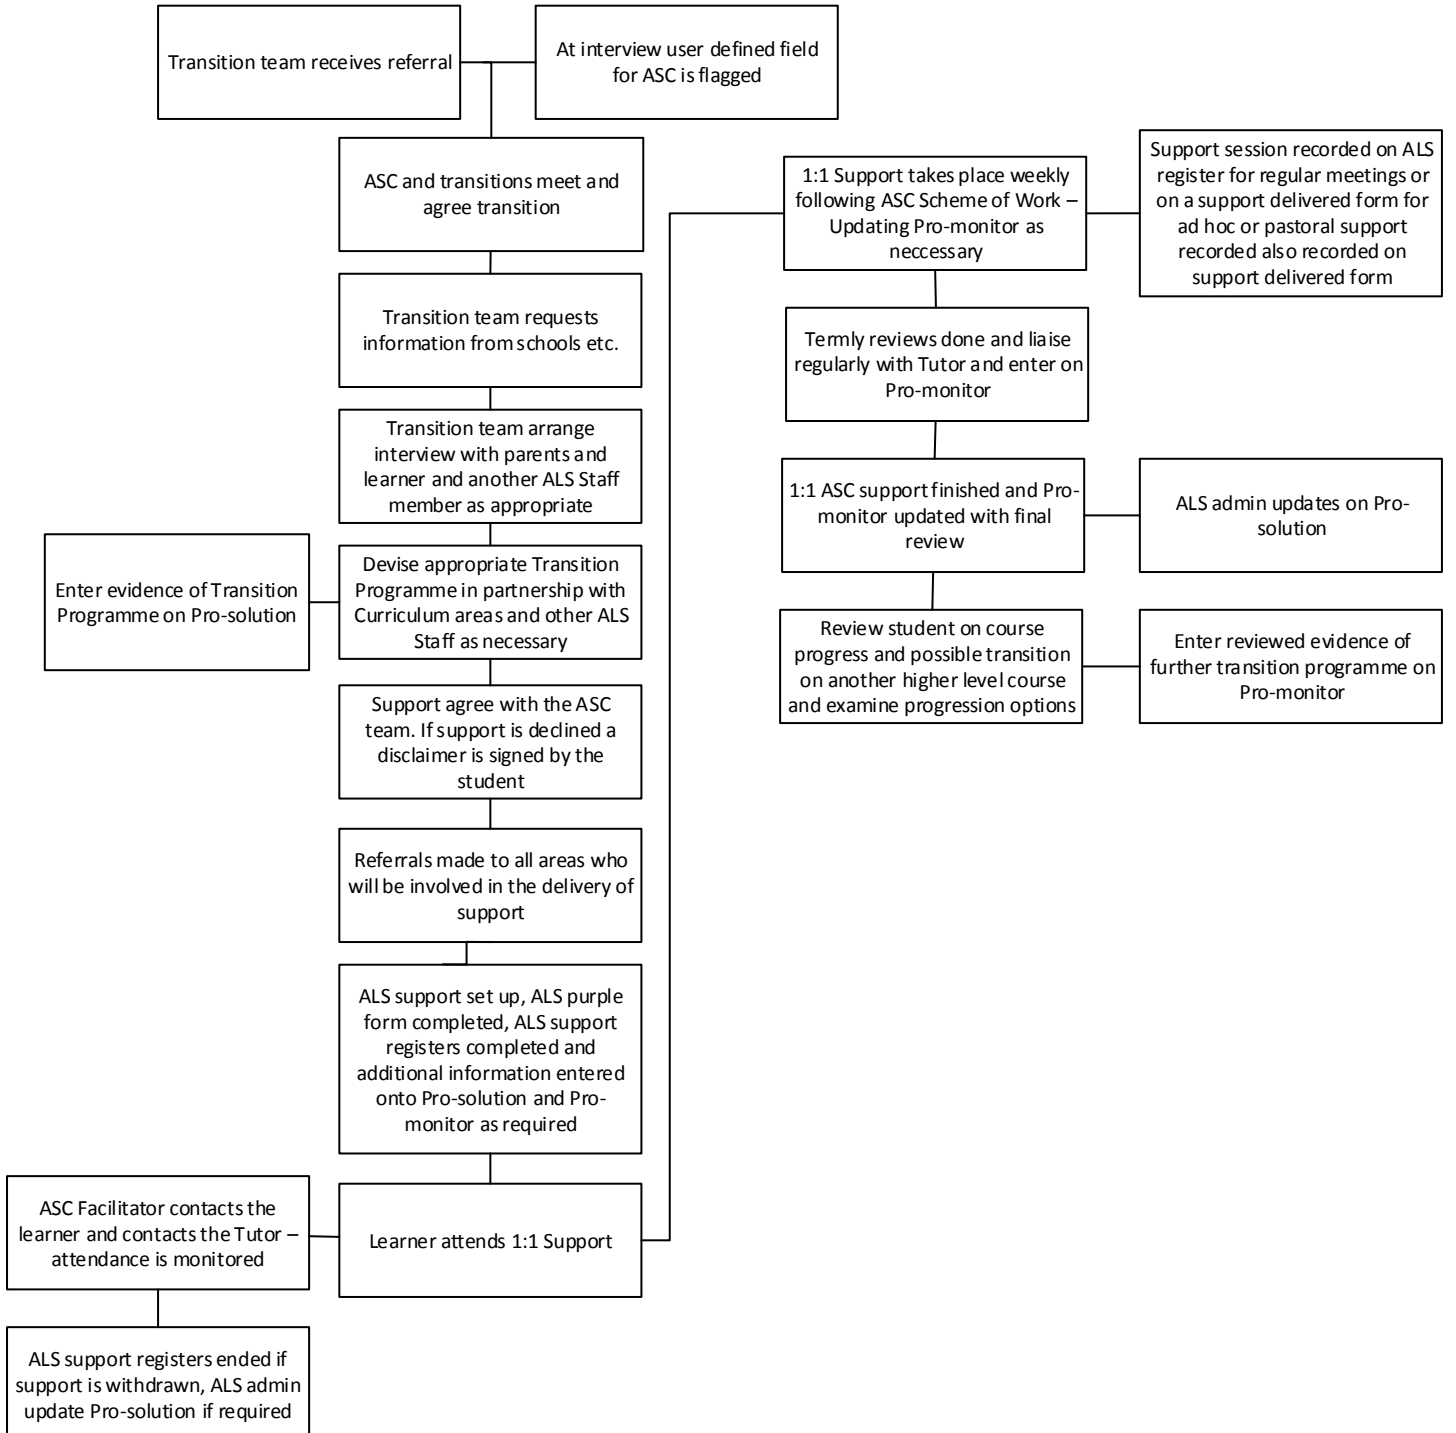 Transition team receives referral
At interview user defined field
for ASC is flagged
ASC and transitions meet and
agree transition
Transition team requests
information from schools etc.
Transition team arrange
interview with parents and
learner and another ALS Staff
member as appropriate
Enter evidence of Transition
Programme on Pro-solution
Devise appropriate Transition
Programme in partnership with
Curriculum areas and other ALS
Staff as necessary
Support agree with the ASC
team. If support is declined a
disclaimer is signed by the
student
Referrals made to all areas who
will be involved in the delivery of
support
ALS support set up, ALS purple
form completed, ALS support
registers completed and
additional information entered
onto Pro-solution and Pro-
monitor as required
Learner attends 1:1 Support
ASC Facilitator contacts the
learner and contacts the Tutor –
attendance is monitored
ALS support registers ended if
support is withdrawn, ALS admin
update Pro-solution if required
1:1 Support takes place weekly
following ASC Scheme of Work –
Updating Pro-monitor as
neccessary
Support session recorded on ALS
register for regular meetings or
on a support delivered form for
ad hoc or pastoral support
recorded also recorded on
support delivered form
Termly reviews done and liaise
regularly with Tutor and enter on
Pro-monitor
1:1 ASC support finished and Pro-
monitor updated with final
review
ALS admin updates on Pro-
solution
Review student on course
progress and possible transition
on another higher level course
and examine progression options
Enter reviewed evidence of
further transition programme on
Pro-monitor